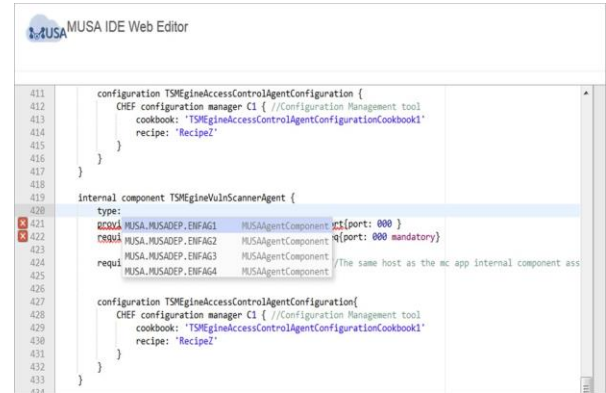 MUSA MUSA IDE Web Editor
411 configuration TSMEgineAccessControlAgentConfiguration {
412 CHEF configuration manager C1 { //Configuration Management tool
413 cookbook: 'TSMEgineAccessControlAgentConfigurationCookbook1'
414 recipe: 'RecipeZ'
415 }
416 }
417 }
418
419 internal component TSMEgineVulnScannerAgent {
420 type:
421 provi MUSA.MUSADEP.ENFAG1 MUSAAgentComponent rt{port: 000 }
422 requi MUSA.MUSADEP.ENFAG2 MUSAAgentComponent q{port: 000 mandatory}
423 MUSA.MUSADEP.ENFAG3 MUSAAgentComponent
424 requi MUSA.MUSADEP.ENFAG4 MUSAAgentComponent /The same host as the mc app internal component ass
425
426
427 configuration TSMEgineAccessControlAgentConfiguration{
428 CHEF configuration manager C1 { //Configuration Management tool
429 cookbook: 'TSMEgineAccessControlAgentConfigurationCookbook1'
430 recipe: 'RecipeZ'
431 }
432 }
433 }
434